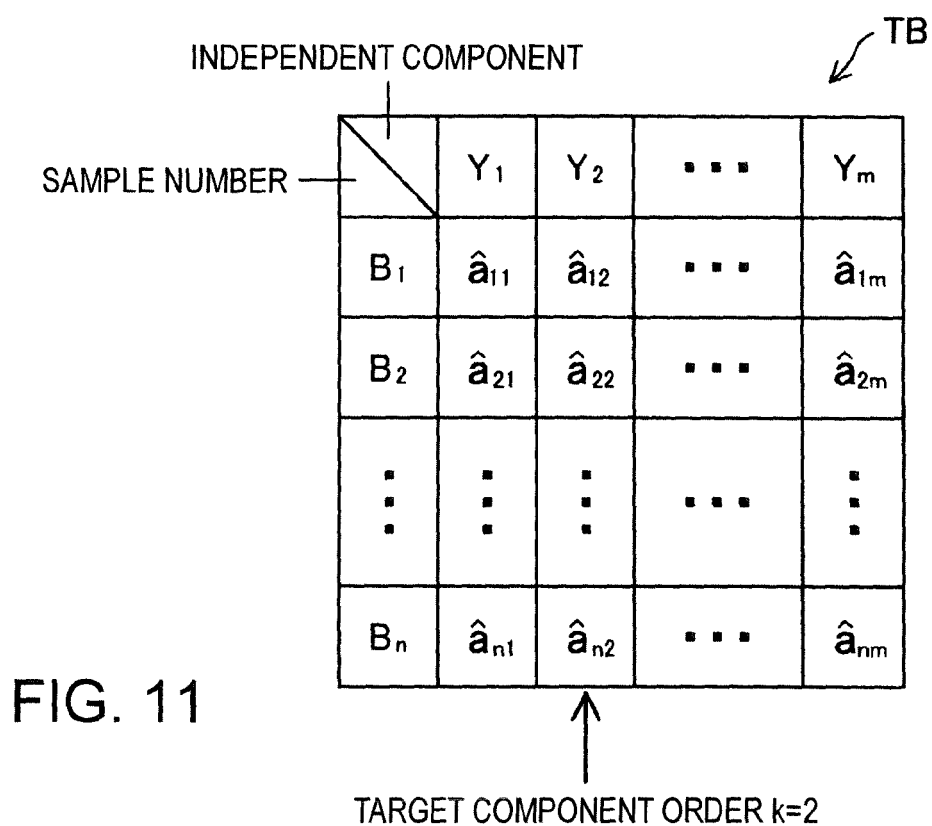 TB
INDEPENDENT COMPONENT
SAMPLE NUMBER
Y₁ Y₂ ▪▪▪ Yₘ
B₁ â₁₁ â₁₂ ▪▪▪ â₁ₘ
B₂ â₂₁ â₂₂ ▪▪▪ â₂ₘ
Bₙ âₙ₁ âₙ₂ ▪▪▪ âₙₘ
FIG. 11
TARGET COMPONENT ORDER k=2